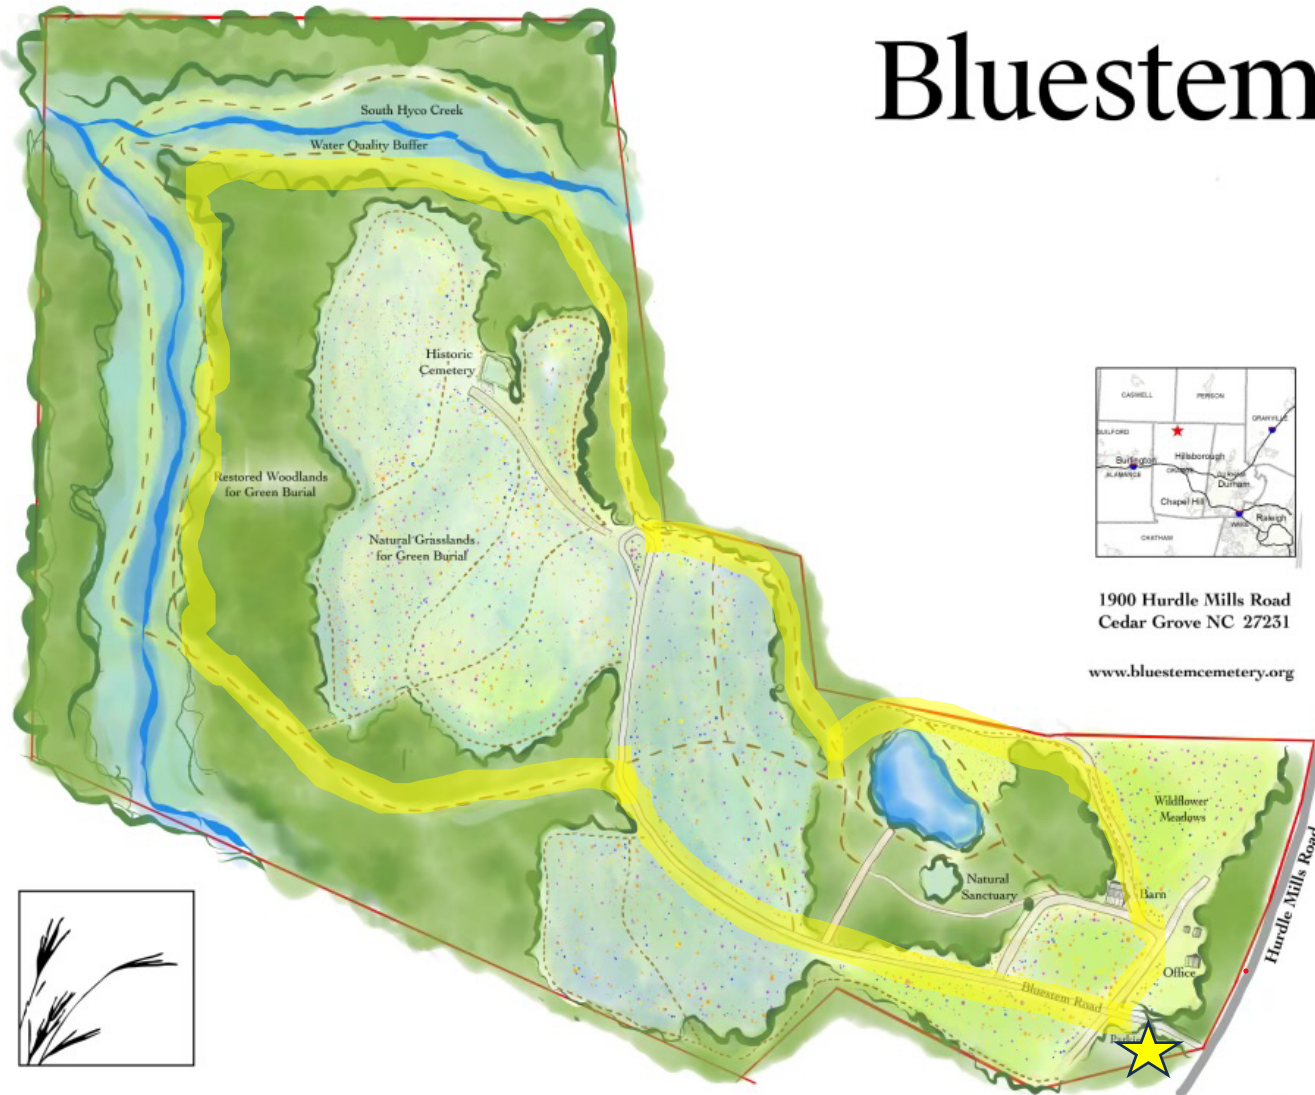 Bluestem
South Hyco Creek
Water Quality Buffer
Historic
Cemetery
Restored Woodlands
for Green Burial
Natural Grasslands
for Green Burial
CASWELL
PERSON
GRANVILLE
GUILFORD
Hillsborough
Burlington
ALAMANCE
ORANGE
DURHAM
Durham
Chapel Hill
WAKE
Raleigh
CHATHAM
1900 Hurdle Mills Road
Cedar Grove NC 27231
www.bluestemcemetery.org
Wildflower
Meadows
Natural
Sanctuary
Barn
Hurdle Mills Road
Office
Bluestem Road